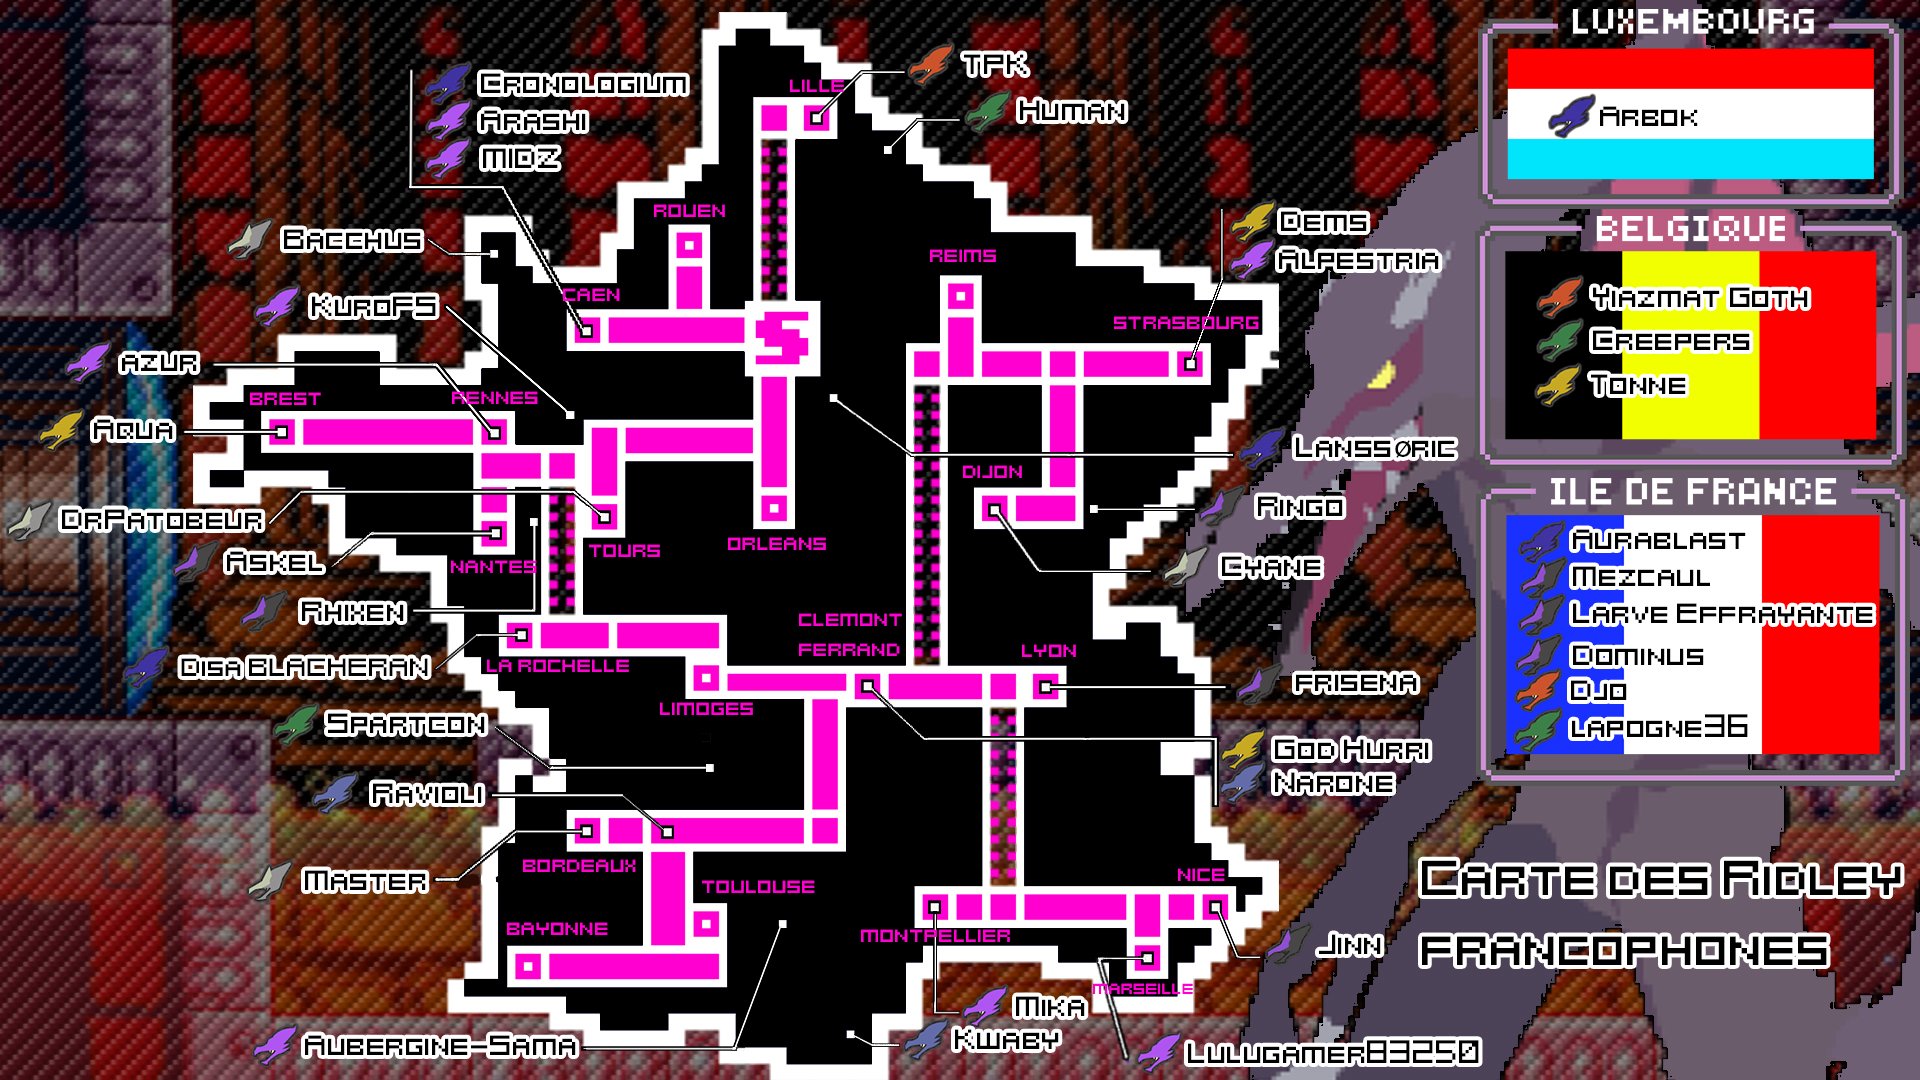 LUXEMBOURG
Arbok
BELGIQUE
Yiazmat Goth
Creepers
Tonne
ILE DE FRANCE
Aurablast
Mezcaul
Larve Effrayante
Dominus
Djo
lapogne36
Carte des Ridley
francophones
Cronologium
Arashi
MIDZ
TPK
Human
Bacchus
KuroFS
azur
Aqua
DrPatobeur
Askel
Rhixen
Disa BLACHERAN
Spartcon
Ravioli
Master
Aubergine-Sama
Dems
Alpestria
Lanssøric
Ringo
Cyane
frisena
God Hurri
Narone
Jinn
Mika
Kwaby
Lulugamer83250
LILLE
ROUEN
CAEN
REIMS
STRASBOURG
BREST
RENNES
DIJON
NANTES
TOURS
ORLEANS
CLEMONT
FERRAND
LYON
LA ROCHELLE
LIMOGES
BORDEAUX
TOULOUSE
BAYONNE
MONTPELLIER
NICE
MARSEILLE
S